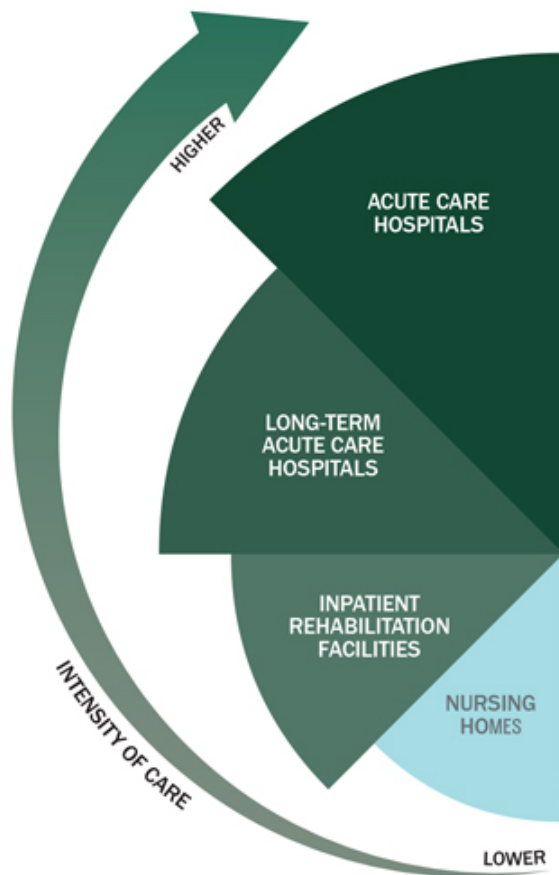 HIGHER
ACUTE CARE
HOSPITALS
LONG-TERM
ACUTE CARE
HOSPITALS
INPATIENT
REHABILITATION
FACILITIES
NURSING
HOMES
INTENSITY OF CARE
LOWER